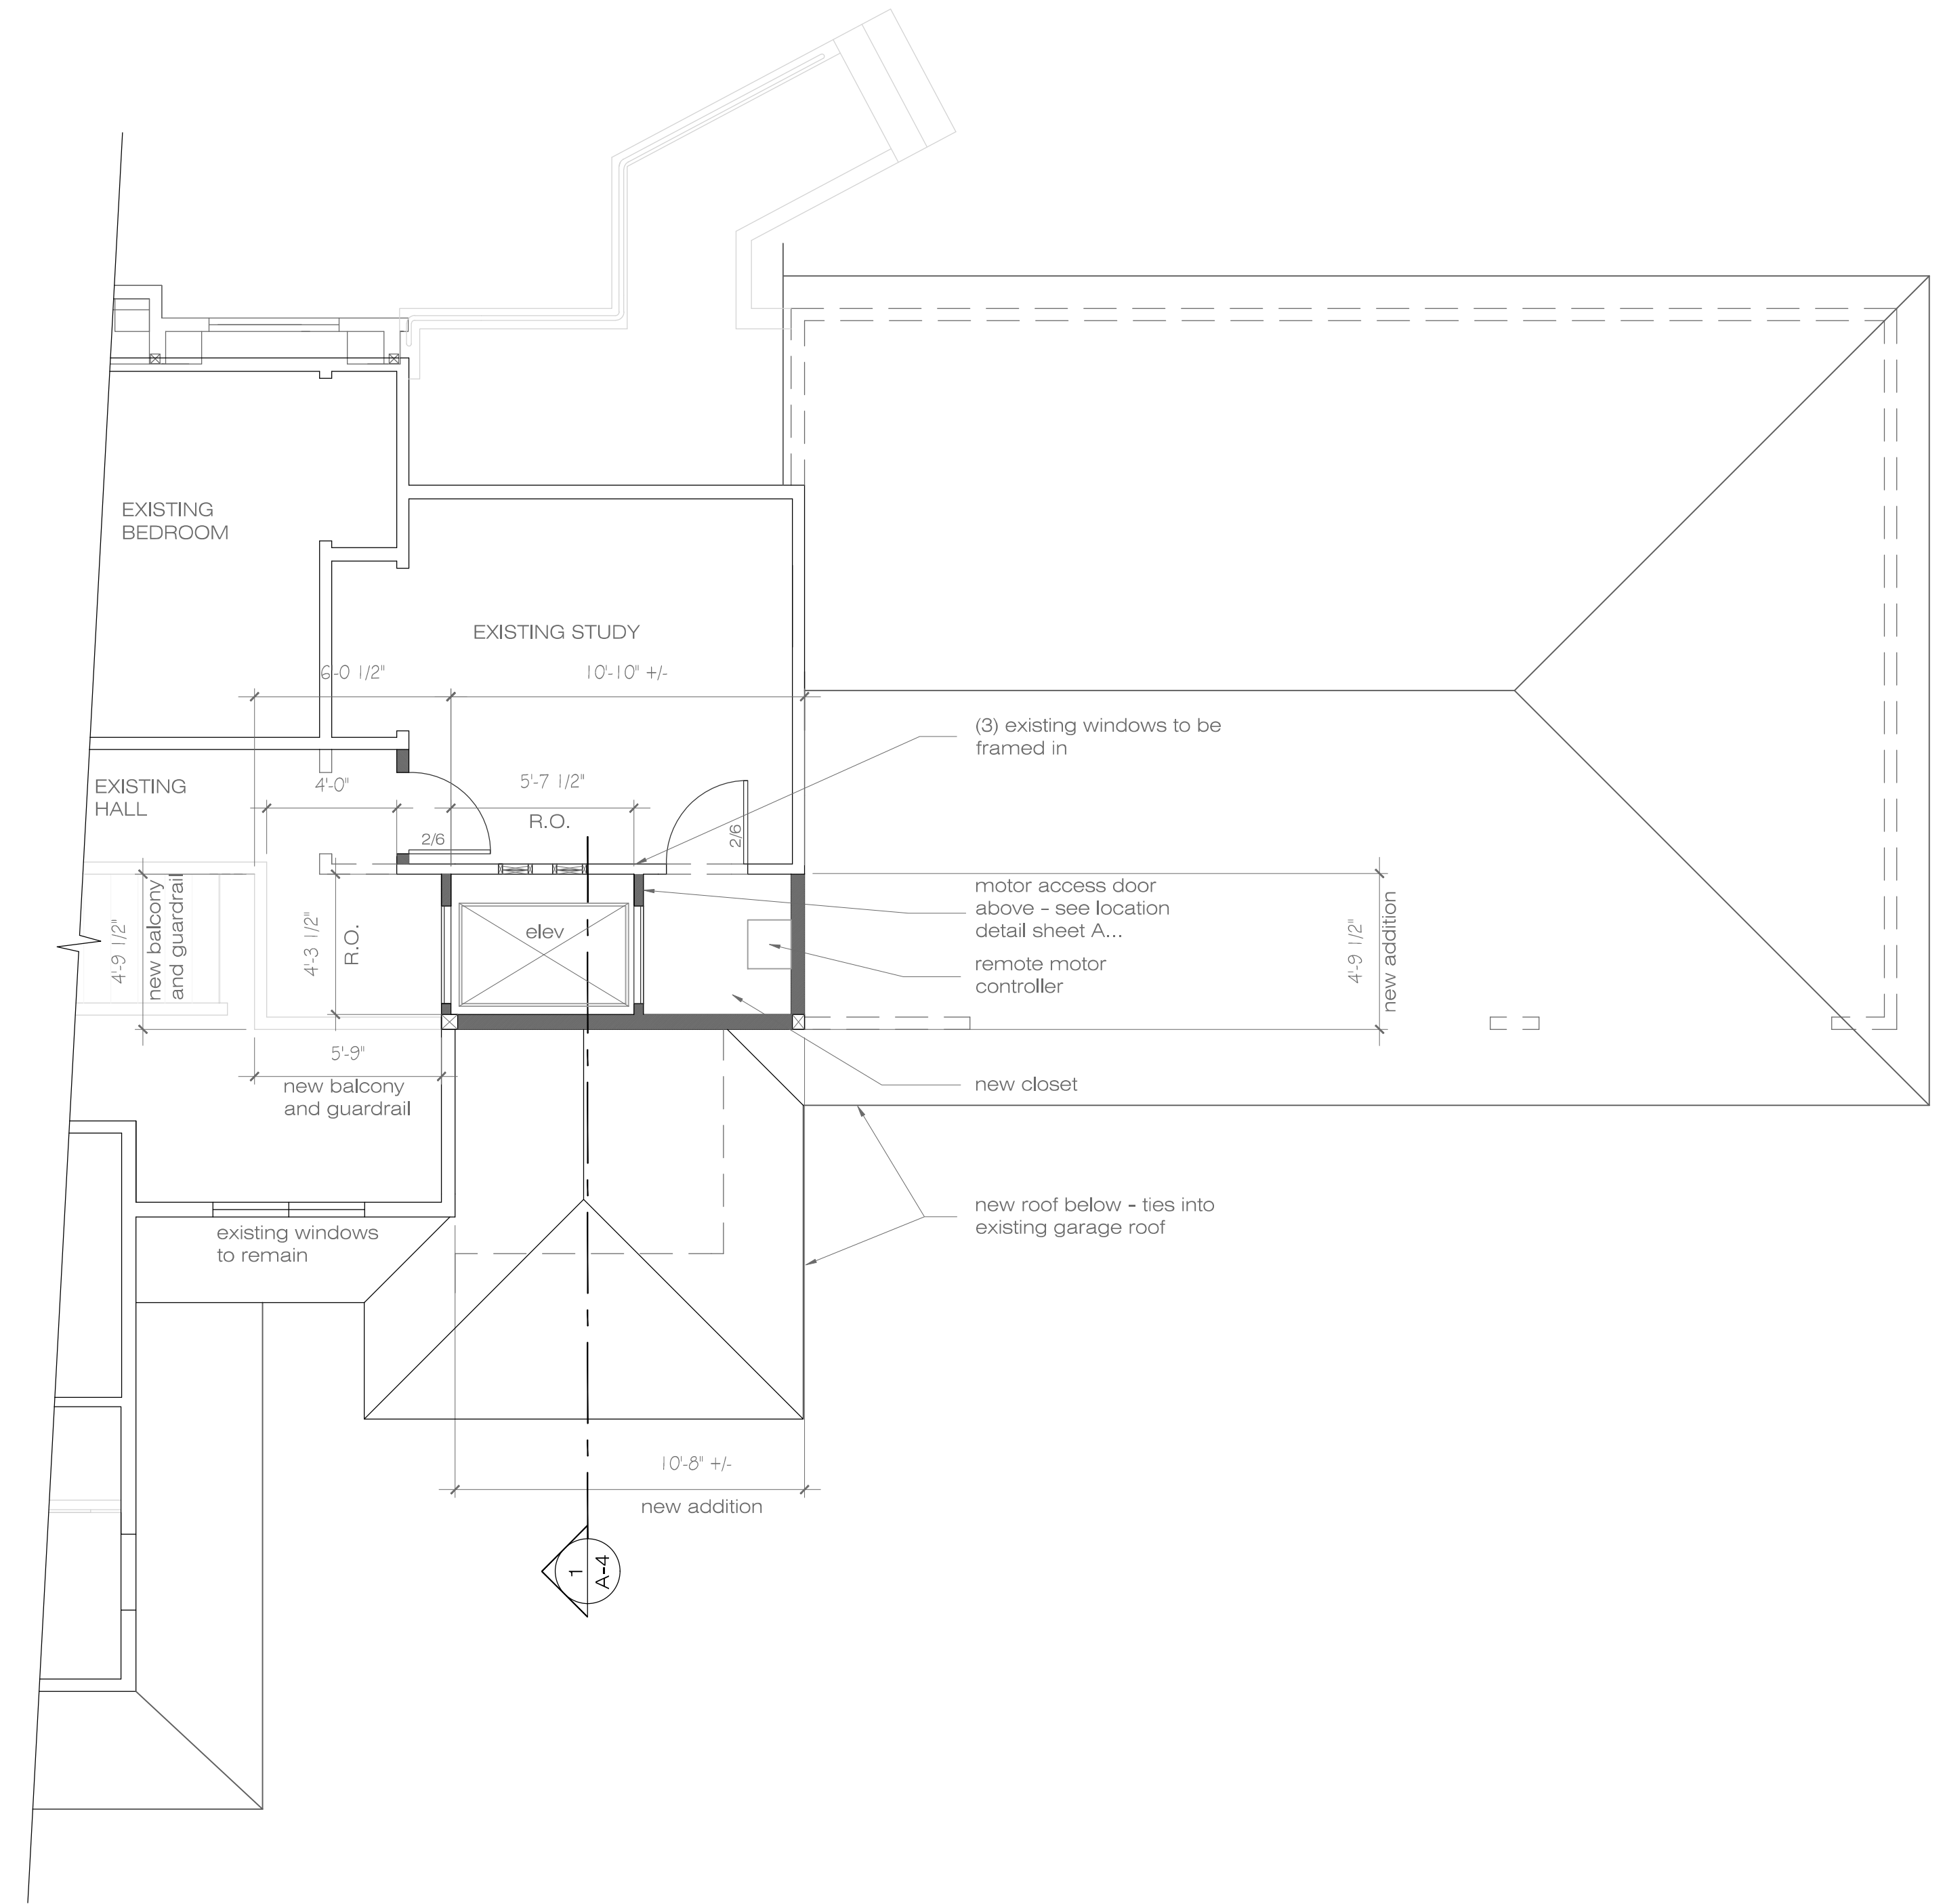 EXISTING
BEDROOM
EXISTING STUDY
6-0 1/2"
10'-10" +/-
(3) existing windows to be
framed in
EXISTING
HALL
4'-0"
5'-7 1/2"
R.O.
2/6
2/6
motor access door
above - see location
detail sheet A...
remote motor
controller
4'-9 1/2"
new balcony
and guardrail
4'-3 1/2"
R.O.
elev
4'-9 1/2"
new addition
5'-9"
new balcony
and guardrail
new closet
existing windows
to remain
new roof below - ties into
existing garage roof
10'-8" +/-
new addition
1
A-4